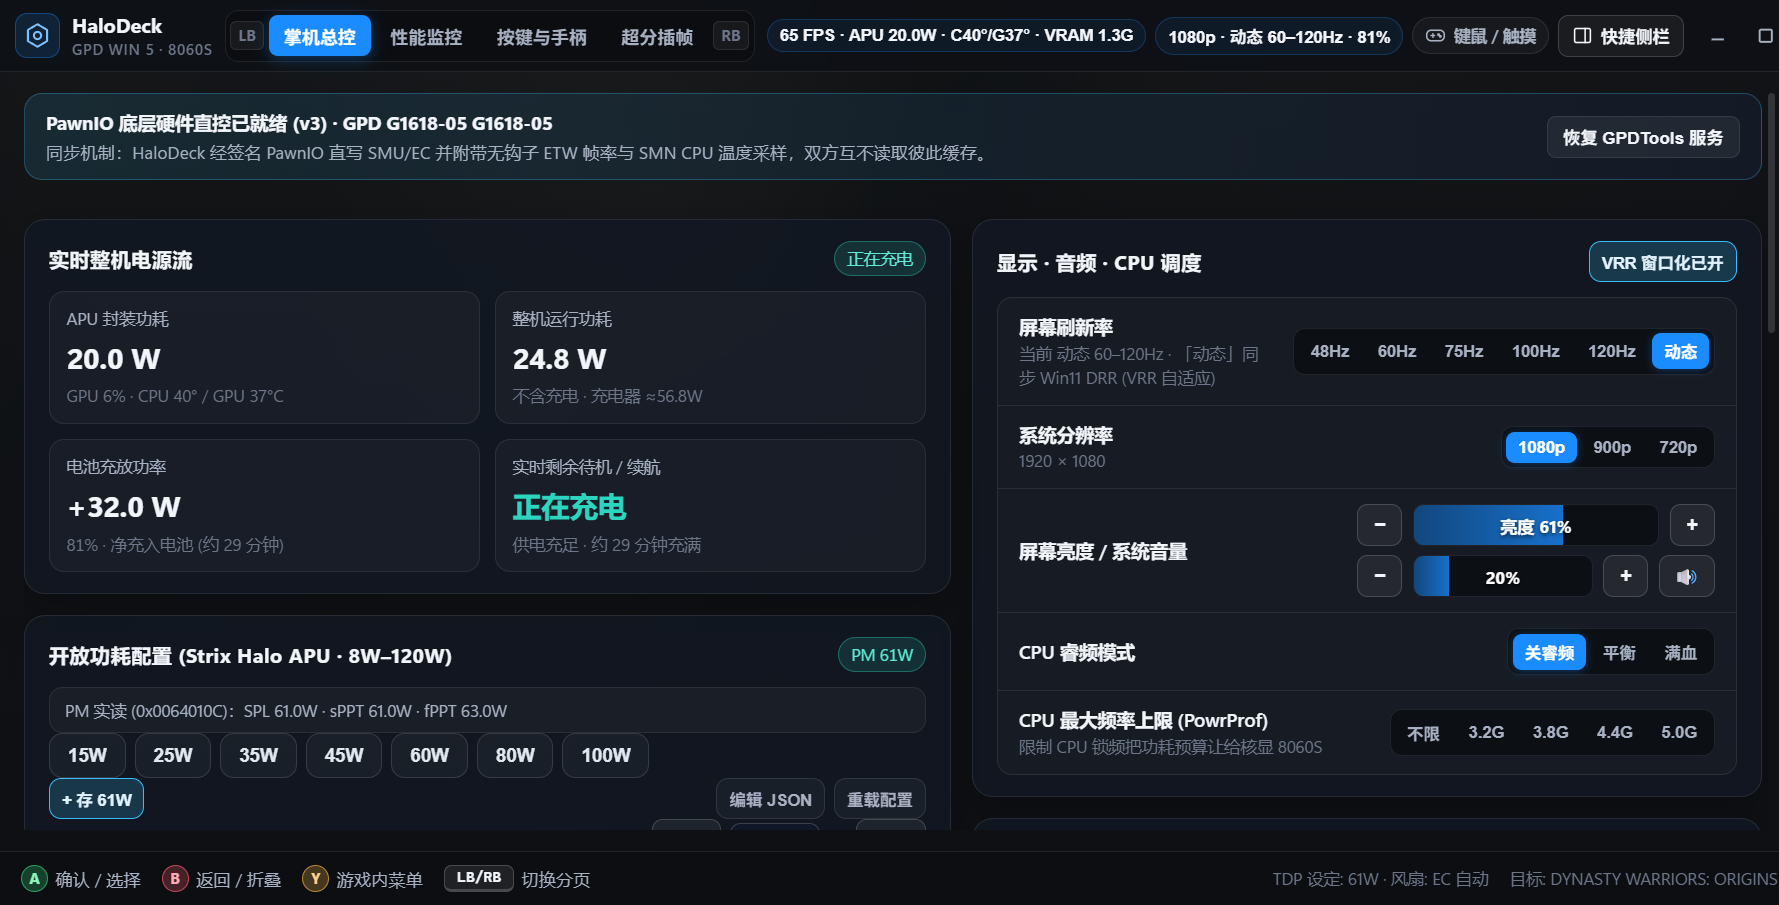 HaloDeck
GPD WIN 5 · 8060S
LB
掌机总控
性能监控
按键与手柄
超分插帧
RB
65 FPS · APU 20.0W · C40°/G37° · VRAM 1.3G
1080p · 动态 60–120Hz · 81%
键鼠 / 触摸
快捷侧栏
PawnIO 底层硬件直控已就绪 (v3) · GPD G1618-05 G1618-05
同步机制：HaloDeck 经签名 PawnIO 直写 SMU/EC 并附带无钩子 ETW 帧率与 SMN CPU 温度采样，双方互不读取彼此缓存。
恢复 GPDTools 服务
实时整机电源流
正在充电
APU 封装功耗
20.0 W
GPU 6% · CPU 40° / GPU 37°C
整机运行功耗
24.8 W
不含充电 · 充电器 ≈56.8W
电池充放功率
+32.0 W
81% · 净充入电池 (约 29 分钟)
实时剩余待机 / 续航
正在充电
供电充足 · 约 29 分钟充满
开放功耗配置 (Strix Halo APU · 8W–120W)
PM 61W
PM 实读 (0x0064010C)：SPL 61.0W · sPPT 61.0W · fPPT 63.0W
15W
25W
35W
45W
60W
80W
100W
+ 存 61W
编辑 JSON
重载配置
显示 · 音频 · CPU 调度
VRR 窗口化已开
屏幕刷新率
当前 动态 60–120Hz · 「动态」同
步 Win11 DRR (VRR 自适应)
48Hz
60Hz
75Hz
100Hz
120Hz
动态
系统分辨率
1920 × 1080
1080p
900p
720p
屏幕亮度 / 系统音量
−
亮度 61%
+
−
20%
+
CPU 睿频模式
关睿频
平衡
满血
CPU 最大频率上限 (PowrProf)
限制 CPU 锁频把功耗预算让给核显 8060S
不限
3.2G
3.8G
4.4G
5.0G
A
确认 / 选择
B
返回 / 折叠
Y
游戏内菜单
LB/RB
切换分页
TDP 设定: 61W · 风扇: EC 自动
目标: DYNASTY WARRIORS: ORIGINS